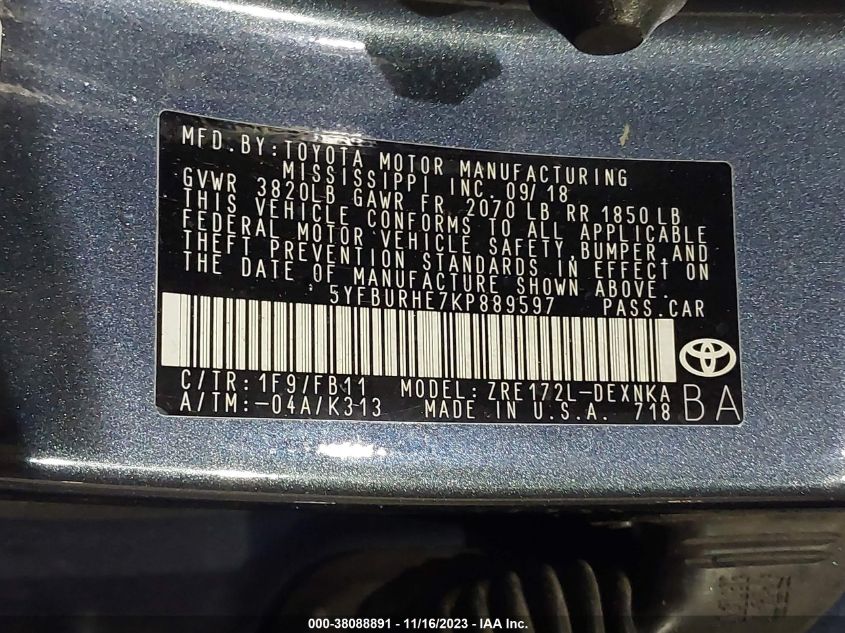 MFD.BY:TOYOTA MOTOR MANUFACTURING
MISSISSIPPI INC. 09/18
GVWR 3820LB GAWR FR. 2070 LB RR 1850 LB
THIS VEHICLE CONFORMS TO ALL APPLICABLE
FEDERAL MOTOR VEHICLE SAFETY,BUMPER,AND
THEFT PREVENTION STANDARDS IN EFFECT ON
THE DATE OF MANUFACTURE SHOWN ABOVE.
5YFBURHE7KP889597 PASS.CAR
C/TR:1F9/FB11 MODEL:ZRE172L-DEXNKA
A/TM:-04A/K313 MADE IN U.S.A. 718
BA
000-38088891 - 11/16/2023 - IAA Inc.